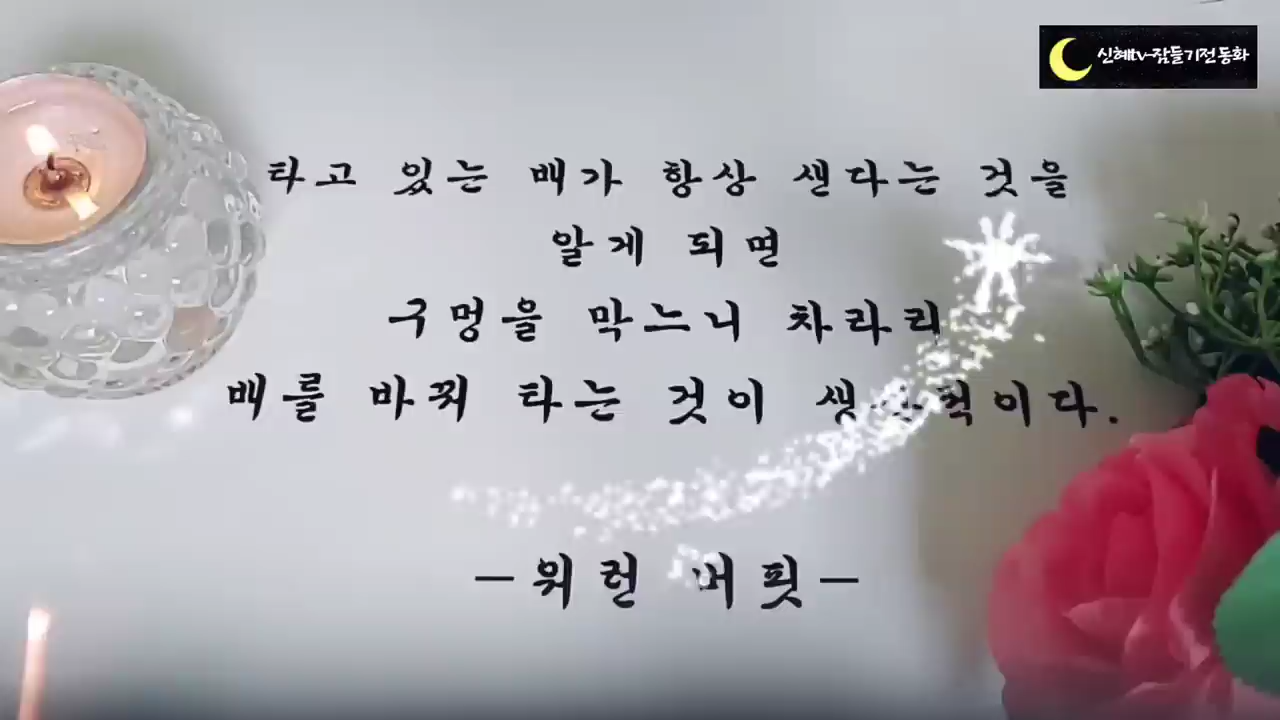 신혜tv-잠들기전 동화
타고 있는 배가 항상 샌다는 것을
알게 되면
구멍을 막느니 차라리
배를 바꿔 타는 것이
-워런 버핏-